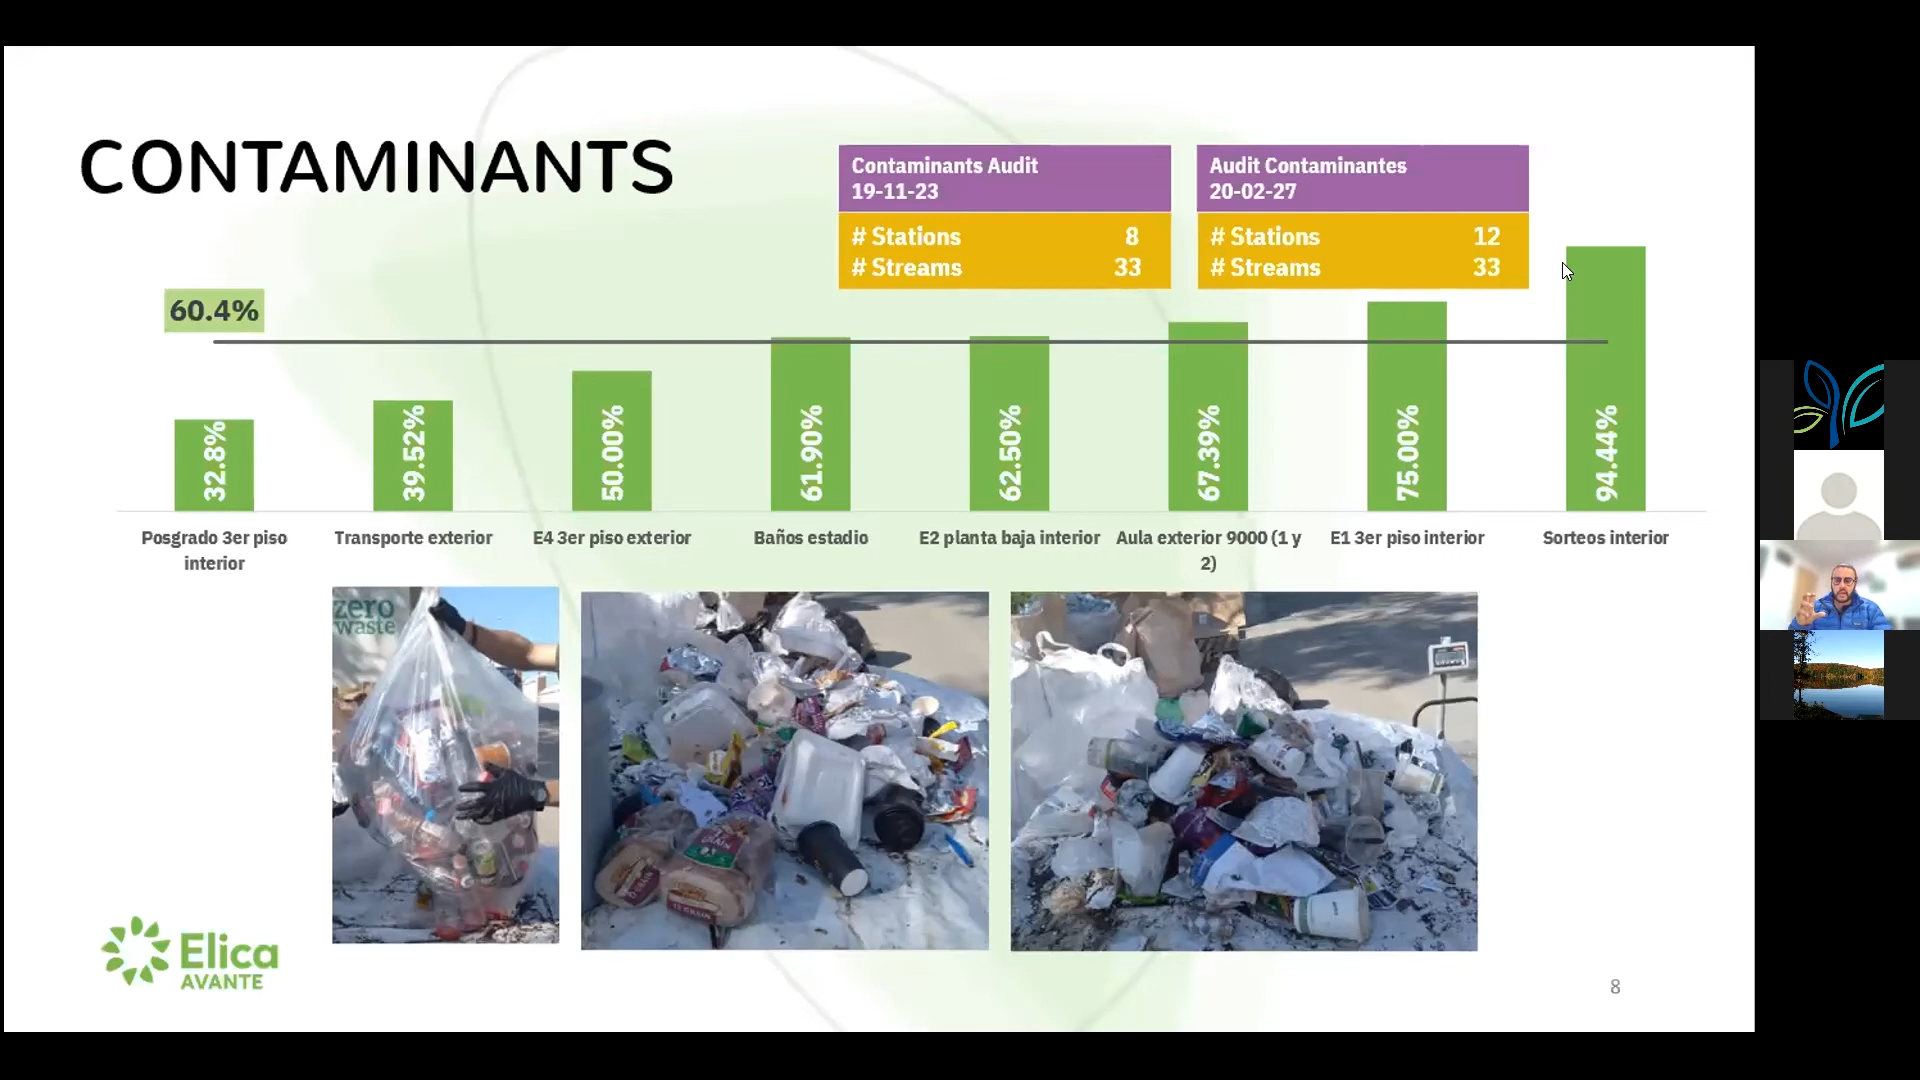 CONTAMINANTS
Contaminants Audit
19-11-23
# Stations 8
# Streams 33
Audit Contaminantes
20-02-27
# Stations 12
# Streams 33
60.4%
32.8%
39.52%
50.00%
61.90%
62.50%
67.39%
75.00%
94.44%
Posgrado 3er piso
interior
Transporte exterior
E4 3er piso exterior
Baños estadio
E2 planta baja interior
Aula exterior 9000 (1 y
2)
E1 3er piso interior
Sorteos interior
zero
waste
GRAIN
Elica
AVANTE
8